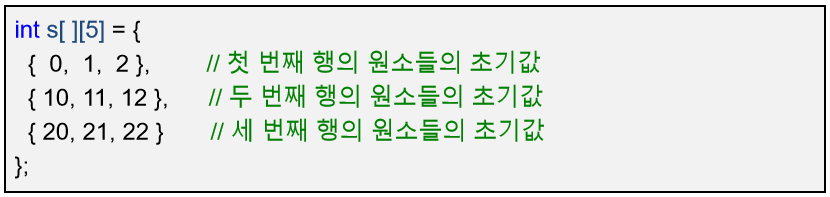 int s[ ][5] = {
{ 0, 1, 2 }, // 첫 번째 행의 원소들의 초기값
{ 10, 11, 12 }, // 두 번째 행의 원소들의 초기값
{ 20, 21, 22 } // 세 번째 행의 원소들의 초기값
};